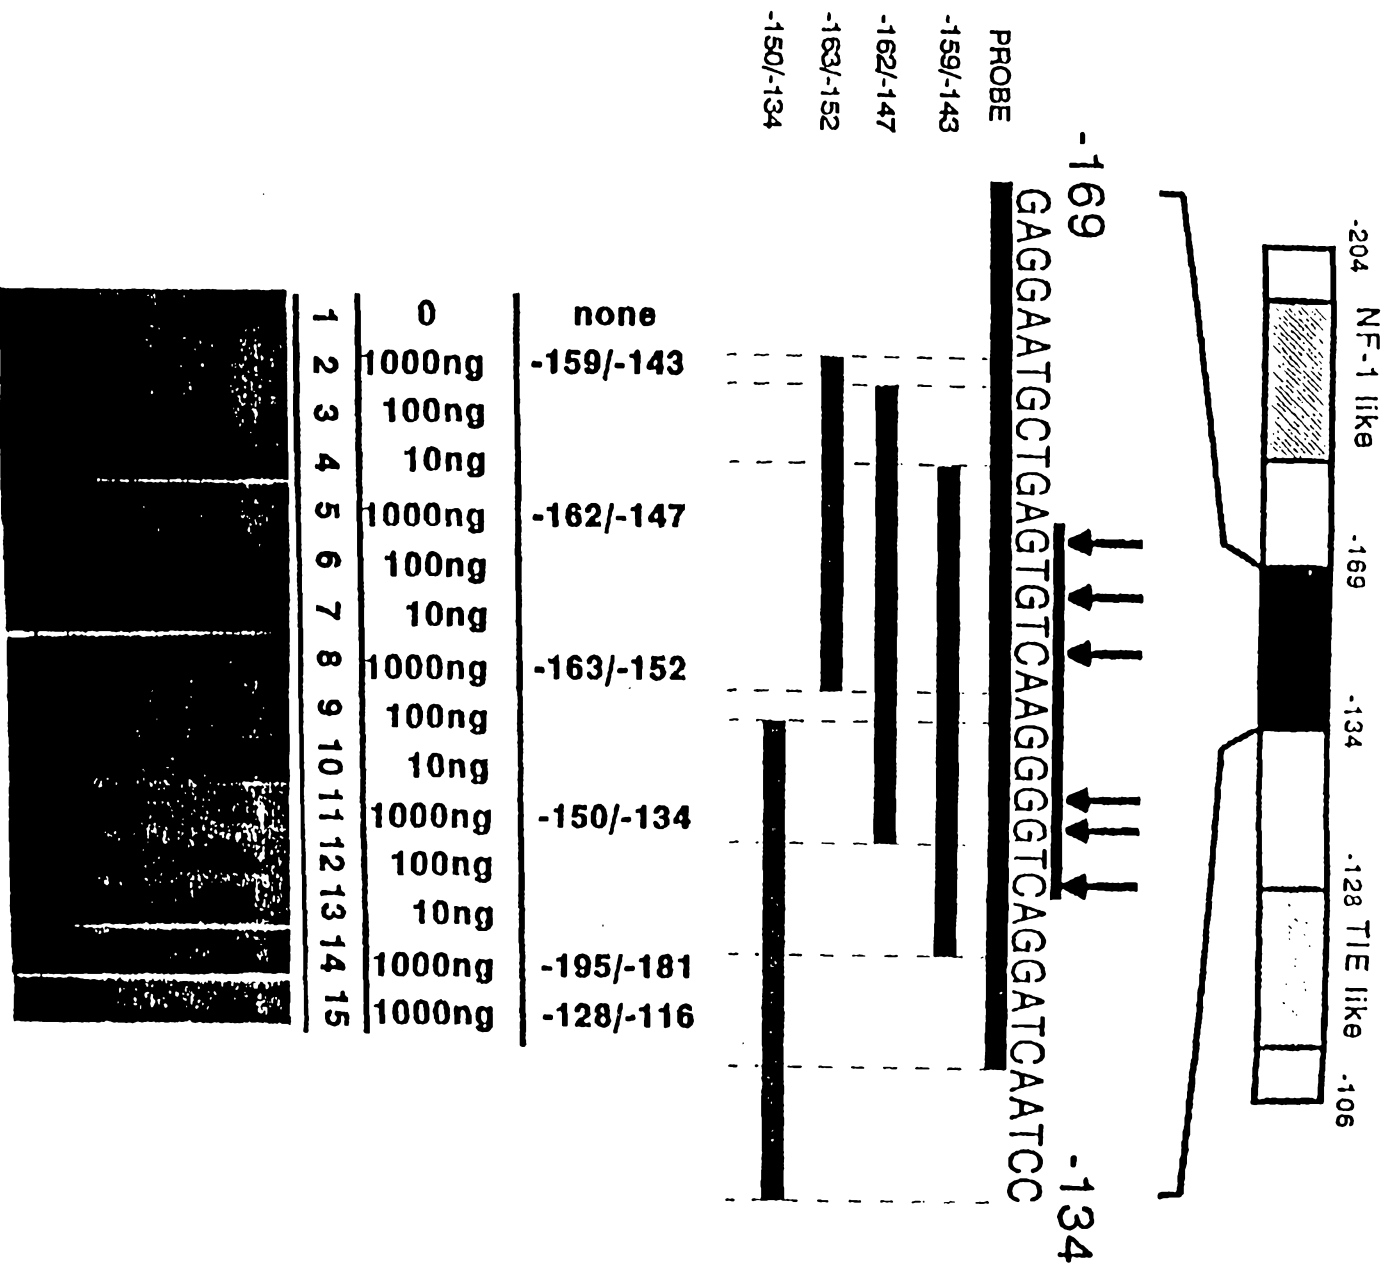 -204 NF-1 like -169 -134 -128 TIE like -106
-169 -134
GAGGAATGCTGAGTGTCAAGGGGTCAGGATCAATCC
PROBE
-159/-143
-162/-147
-163/-152
-150/-134
none -159/-143 -162/-147 -163/-152 -150/-134 -195/-181 -128/-116
0 1000ng 100ng 10ng 1000ng 100ng 10ng 1000ng 100ng 10ng 1000ng 100ng 10ng 1000ng 1000ng
1 2 3 4 5 6 7 8 9 10 11 12 13 14 15